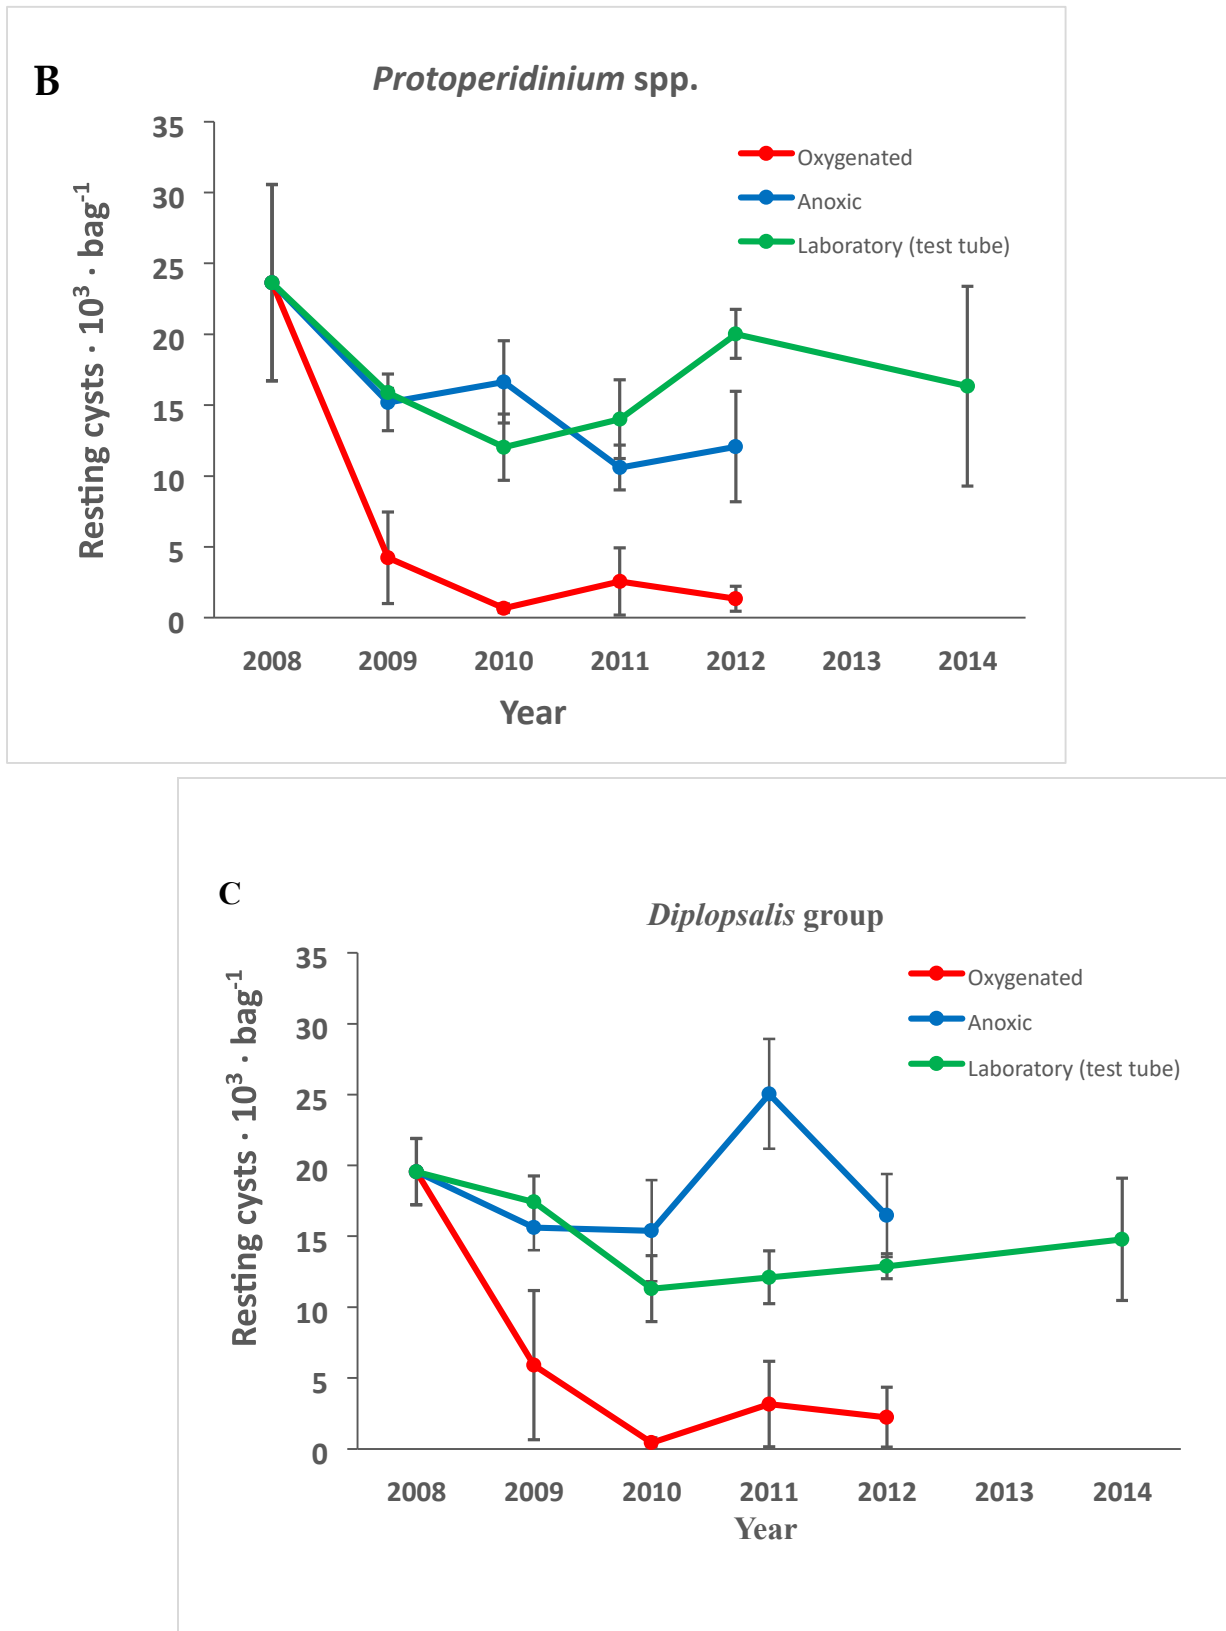 B
Protoperidinium spp.
35
30
25
20
15
10
5
0
Resting cysts · 10³ · bag⁻¹
Oxygenated
Anoxic
Laboratory (test tube)
2008 2009 2010 2011 2012 2013 2014
Year
C
Diplopsalis group
35
30
25
20
15
10
5
0
Resting cysts · 10³ · bag⁻¹
Oxygenated
Anoxic
Laboratory (test tube)
2008 2009 2010 2011 2012 2013 2014
Year